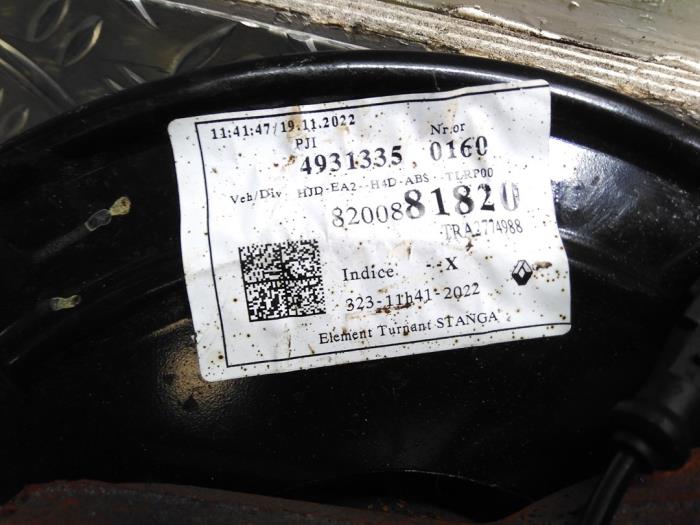 11:41:47/19.11.2022
PJI Nr.or
4931335 0160
Veh/Div HJD-EA2--H4D-ABS--TLRP00
8200881820
TRA2774988
Indice --X
323-11h41-2022
Element Turnant STANGA